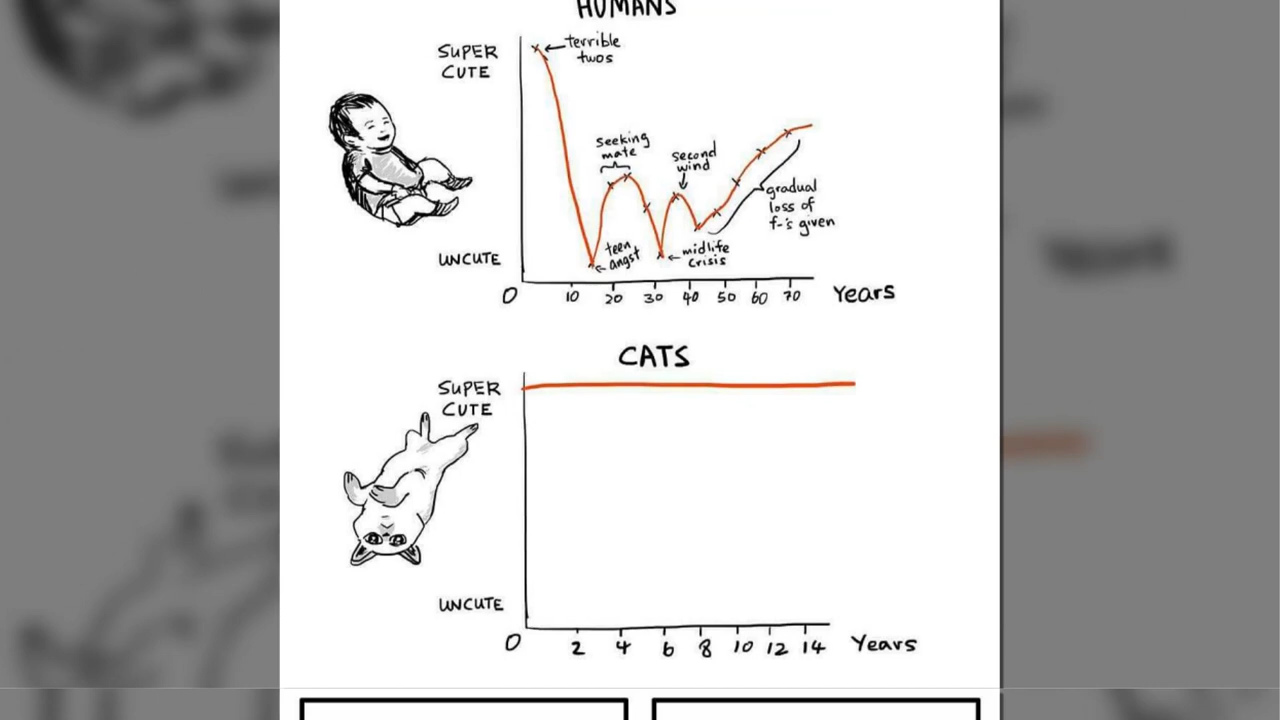 HUMANS
SUPER
CUTE
terrible
twos
seeking
mate
second
wind
gradual
loss of
f-'s given
teen
angst
midlife
crisis
UNCUTE
0 10 20 30 40 50 60 70 Years
CATS
SUPER
CUTE
UNCUTE
0 2 4 6 8 10 12 14 Years